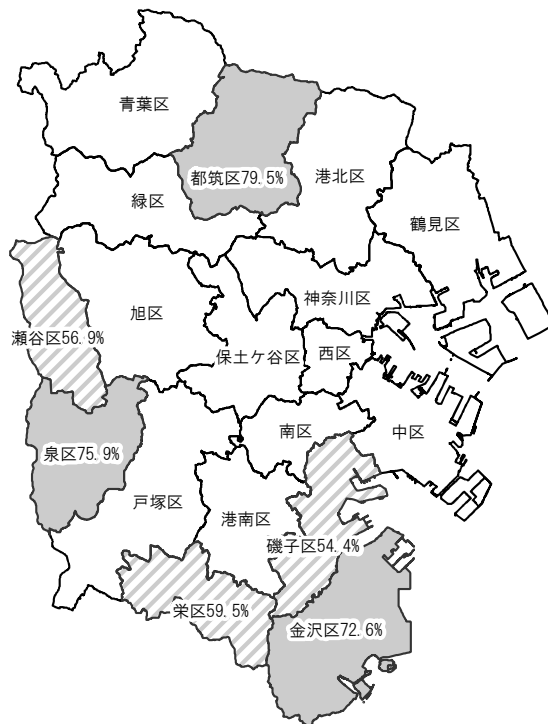 青葉区
都筑区79.5%
港北区
緑区
鶴見区
神奈川区
旭区
瀬谷区56.9%
保土ケ谷区
西区
南区
中区
泉区75.9%
戸塚区
港南区
磯子区54.4%
栄区59.5%
金沢区72.6%